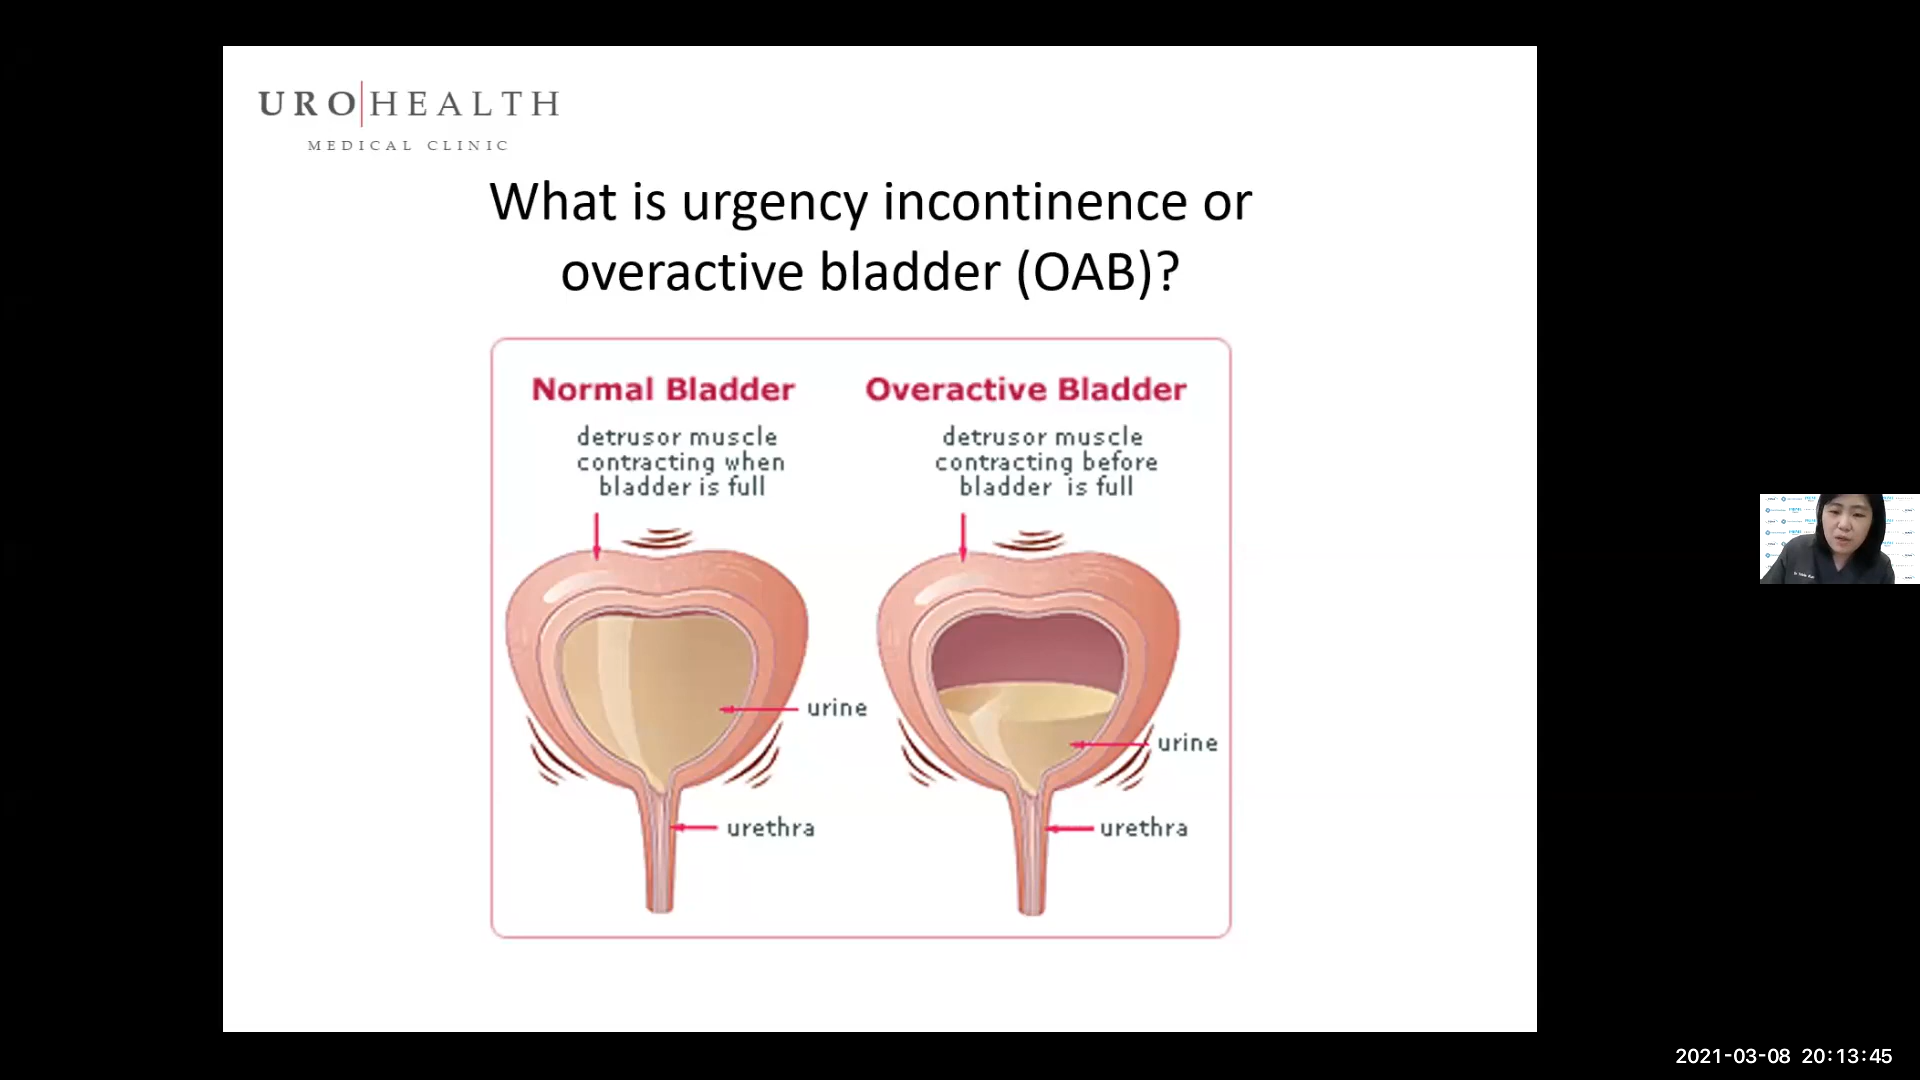 URO|HEALTH
MEDICAL CLINIC
What is urgency incontinence or
overactive bladder (OAB)?
Normal Bladder
detrusor muscle
contracting when
bladder is full
urine
urethra
Overactive Bladder
detrusor muscle
contracting before
bladder is full
urine
urethra
2021-03-08 20:13:45